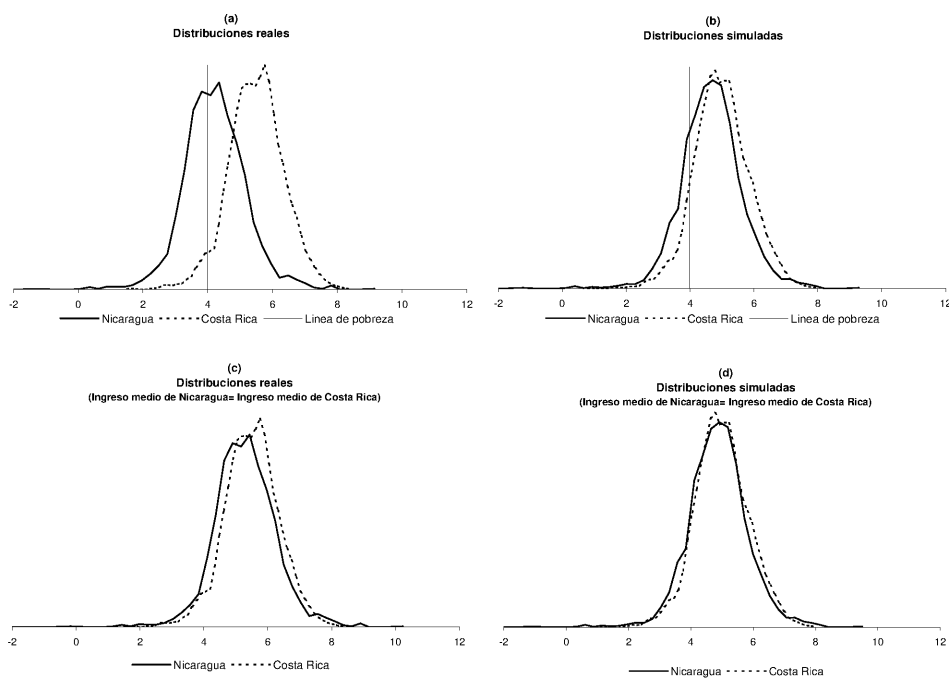 (a)
Distribuciones reales
-2 0 2 4 6 8 10 12
Nicaragua Costa Rica Linea de pobreza
(b)
Distribuciones simuladas
-2 0 2 4 6 8 10 12
Nicaragua Costa Rica Linea de pobreza
(c)
Distribuciones reales
(Ingreso medio de Nicaragua= Ingreso medio de Costa Rica)
-2 0 2 4 6 8 10 12
Nicaragua Costa Rica
(d)
Distribuciones simuladas
(Ingreso medio de Nicaragua= Ingreso medio de Costa Rica)
-2 0 2 4 6 8 10 12
Nicaragua Costa Rica